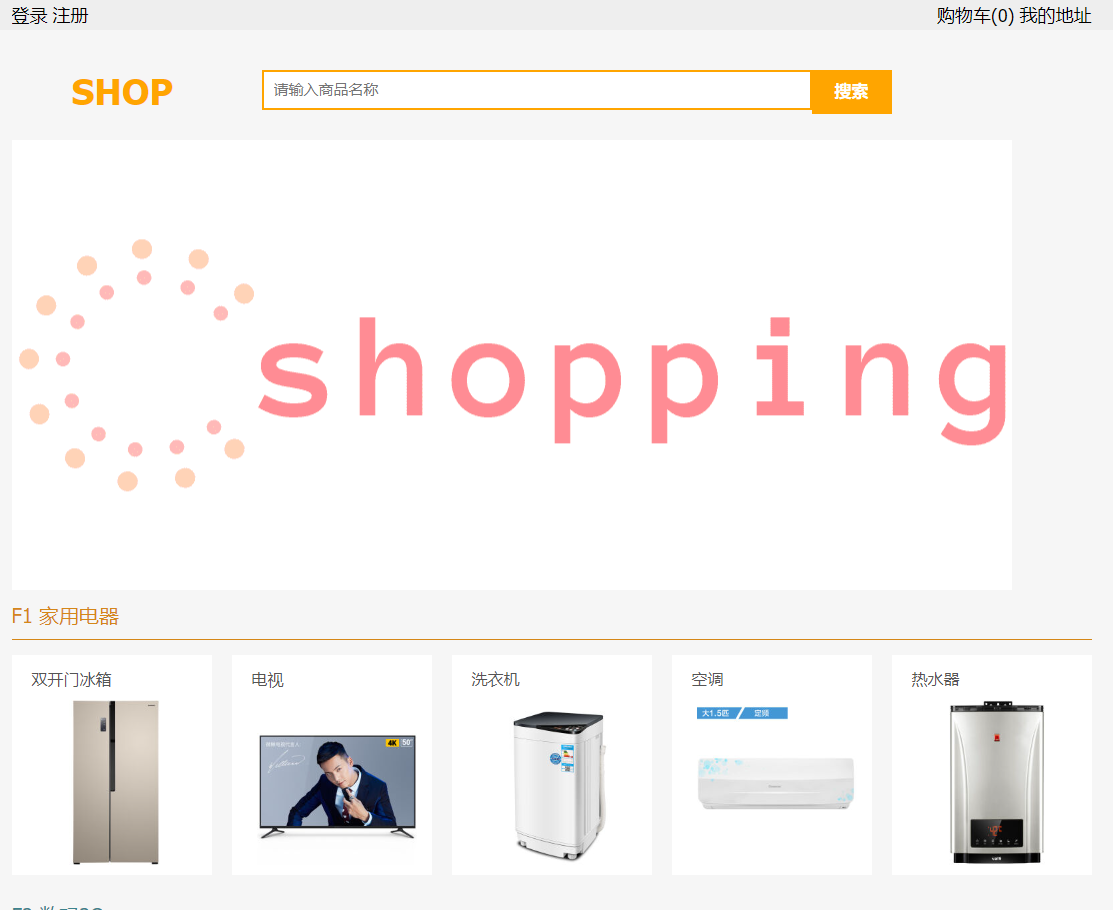 登录 注册
购物车(0) 我的地址
SHOP
请输入商品名称
搜索
shopping
F1 家用电器
双开门冰箱
电视
洗衣机
空调
热水器
4K 50"
大1.5匹
定频